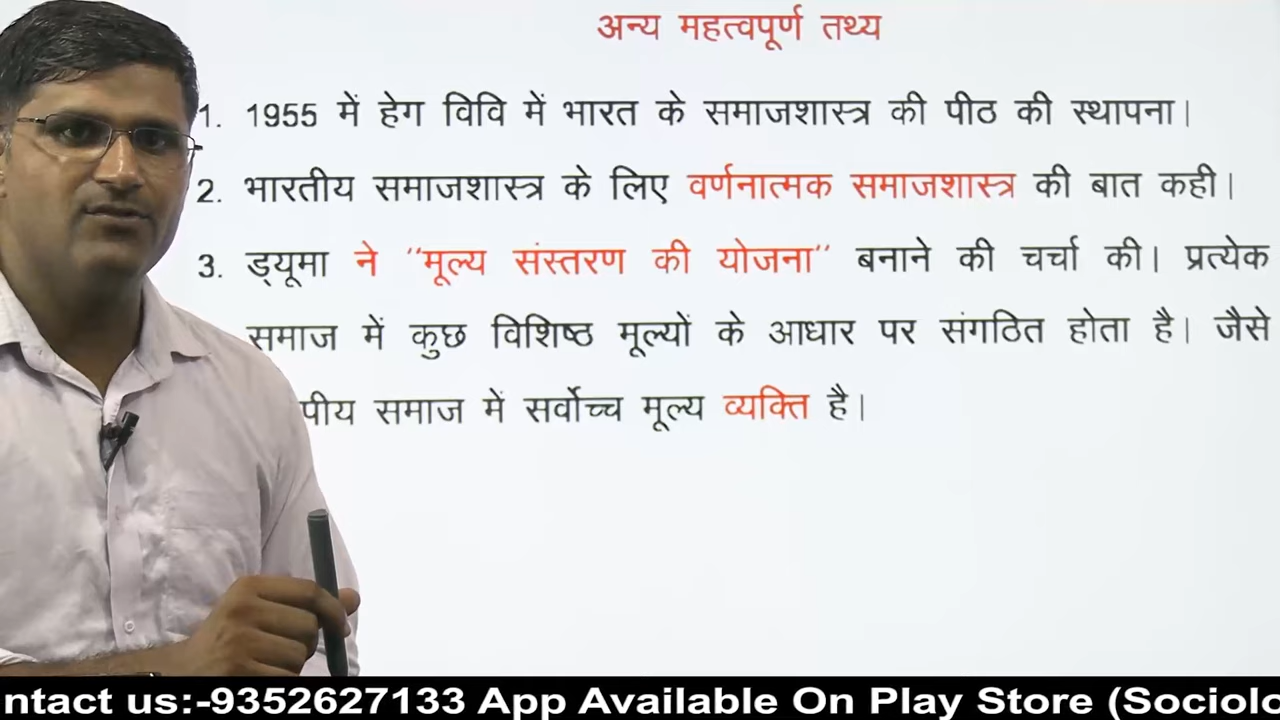 अन्य महत्वपूर्ण तथ्य
1. 1955 में हेग विवि में भारत के समाजशास्त्र की पीठ की स्थापना।
2. भारतीय समाजशास्त्र के लिए वर्णनात्मक समाजशास्त्र की बात कही।
3. ड्यूमा ने "मूल्य संस्तरण की योजना" बनाने की चर्चा की। प्रत्येक
समाज में कुछ विशिष्ठ मूल्यों के आधार पर संगठित होता है। जैसे
पीय समाज में सर्वोच्च मूल्य व्यक्ति है।
ntact us:-9352627133 App Available On Play Store (Sociolo